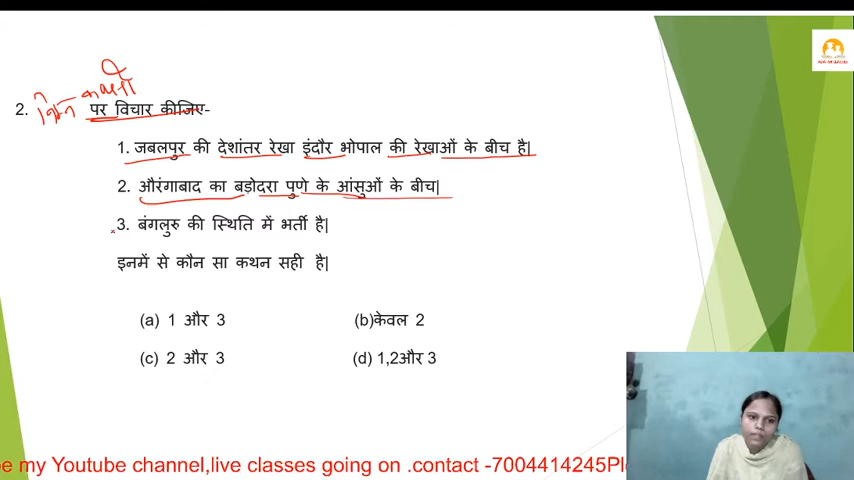 निम्न कथनों
2. पर विचार कीजिए-
1. जबलपुर की देशांतर रेखा इंदौर भोपाल की रेखाओं के बीच है|
2. औरंगाबाद का बड़ोदरा पुणे के आंसुओं के बीच|
3. बंगलुरु की स्थिति में भर्ती है|
इनमें से कौन सा कथन सही है|
(a) 1 और 3 (b)केवल 2
(c) 2 और 3 (d) 1,2और 3
e my Youtube channel,live classes going on .contact -7004414245Pl